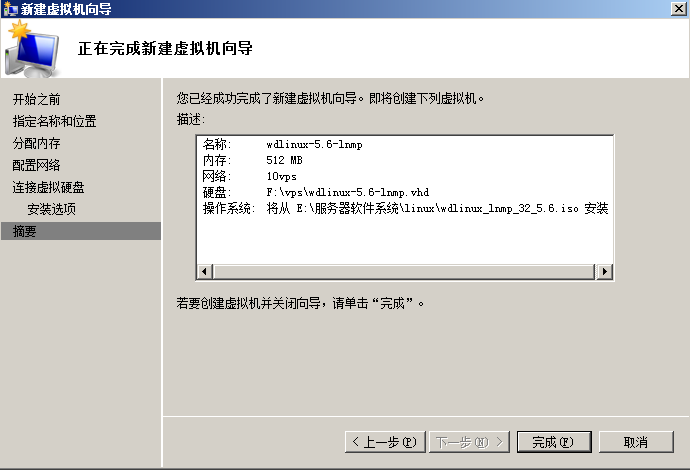 新建虚拟机向导
正在完成新建虚拟机向导
开始之前
指定名称和位置
分配内存
配置网络
连接虚拟硬盘
安装选项
摘要
您已经成功完成了新建虚拟机向导。即将创建下列虚拟机。
描述:
名称: wdlinux-5.6-lnmp
内存: 512 MB
网络: 10vps
硬盘: F:\vps\wdlinux-5.6-lnmp.vhd
操作系统: 将从 E:\服务器软件系统\linux\wdlinux_lnmp_32_5.6.iso 安装
若要创建虚拟机并关闭向导，请单击“完成”。
< 上一步(P) 下一步(N) > 完成(F) 取消